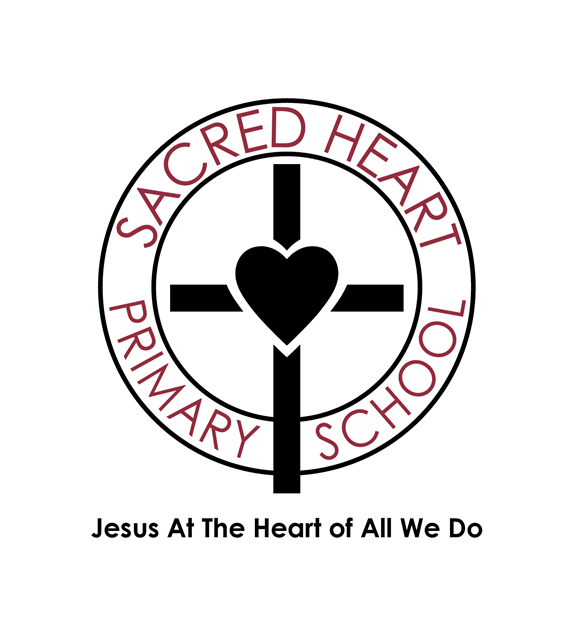 SACRED HEART
PRIMARY SCHOOL
Jesus At The Heart of All We Do